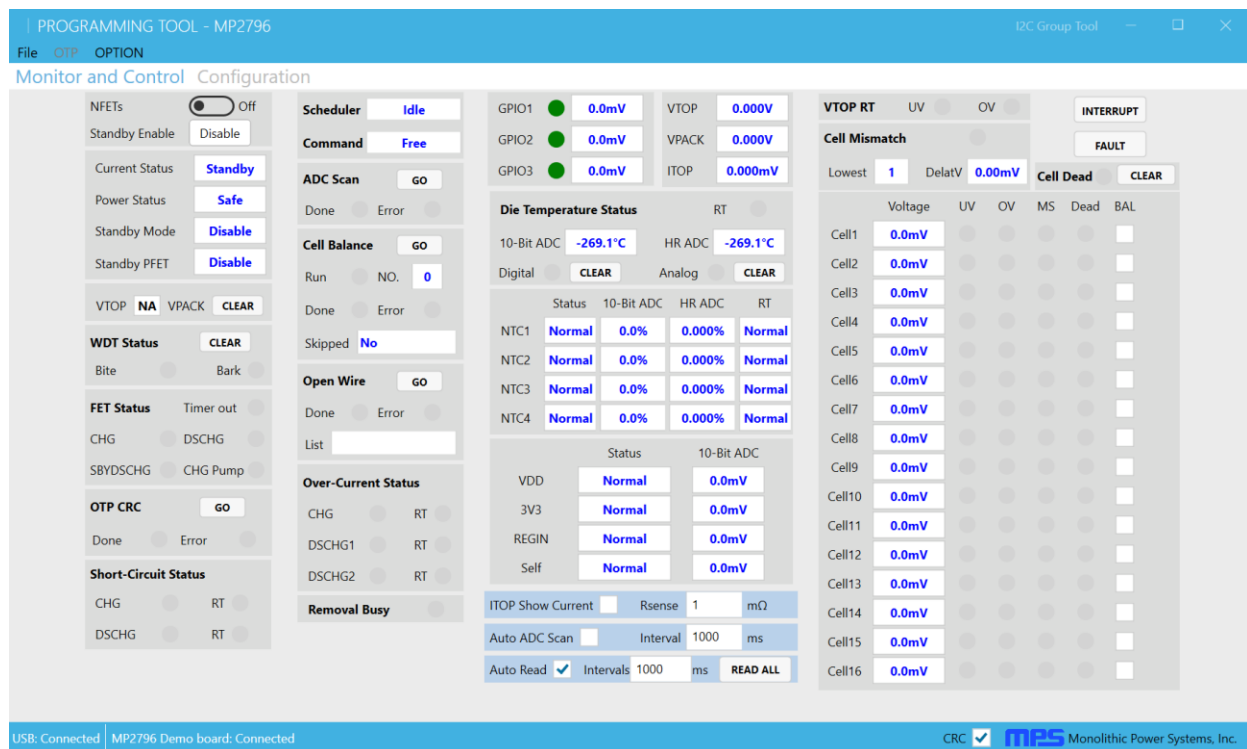 PROGRAMMING TOOL - MP2796
I2C Group Tool
File OTP OPTION
Monitor and Control Configuration
NFETs Off
Standby Enable Disable
Current Status Standby
Power Status Safe
Standby Mode Disable
Standby PFET Disable
VTOP NA VPACK CLEAR
WDT Status CLEAR
Bite Bark
FET Status Timer out
CHG DSCHG
SBYDSCHG CHG Pump
OTP CRC GO
Done Error
Short-Circuit Status
CHG RT
DSCHG RT
Scheduler Idle
Command Free
ADC Scan GO
Done Error
Cell Balance GO
Run NO. 0
Done Error
Skipped No
Open Wire GO
Done Error
List
Over-Current Status
CHG RT
DSCHG1 RT
DSCHG2 RT
Removal Busy
GPIO1 0.0mV VTOP 0.000V
GPIO2 0.0mV VPACK 0.000V
GPIO3 0.0mV ITOP 0.000mV
Die Temperature Status RT
10-Bit ADC -269.1°C HR ADC -269.1°C
Digital CLEAR Analog CLEAR
Status 10-Bit ADC HR ADC RT
NTC1 Normal 0.0% 0.000% Normal
NTC2 Normal 0.0% 0.000% Normal
NTC3 Normal 0.0% 0.000% Normal
NTC4 Normal 0.0% 0.000% Normal
Status 10-Bit ADC
VDD Normal 0.0mV
3V3 Normal 0.0mV
REGIN Normal 0.0mV
Self Normal 0.0mV
ITOP Show Current Rsense 1 mΩ
Auto ADC Scan Interval 1000 ms
Auto Read Intervals 1000 ms READ ALL
VTOP RT UV OV
INTERRUPT
Cell Mismatch
FAULT
Lowest 1 DelatV 0.00mV
Cell Dead CLEAR
Voltage UV OV MS Dead BAL
Cell1 0.0mV
Cell2 0.0mV
Cell3 0.0mV
Cell4 0.0mV
Cell5 0.0mV
Cell6 0.0mV
Cell7 0.0mV
Cell8 0.0mV
Cell9 0.0mV
Cell10 0.0mV
Cell11 0.0mV
Cell12 0.0mV
Cell13 0.0mV
Cell14 0.0mV
Cell15 0.0mV
Cell16 0.0mV
USB: Connected MP2796 Demo board: Connected
CRC mps Monolithic Power Systems, Inc.